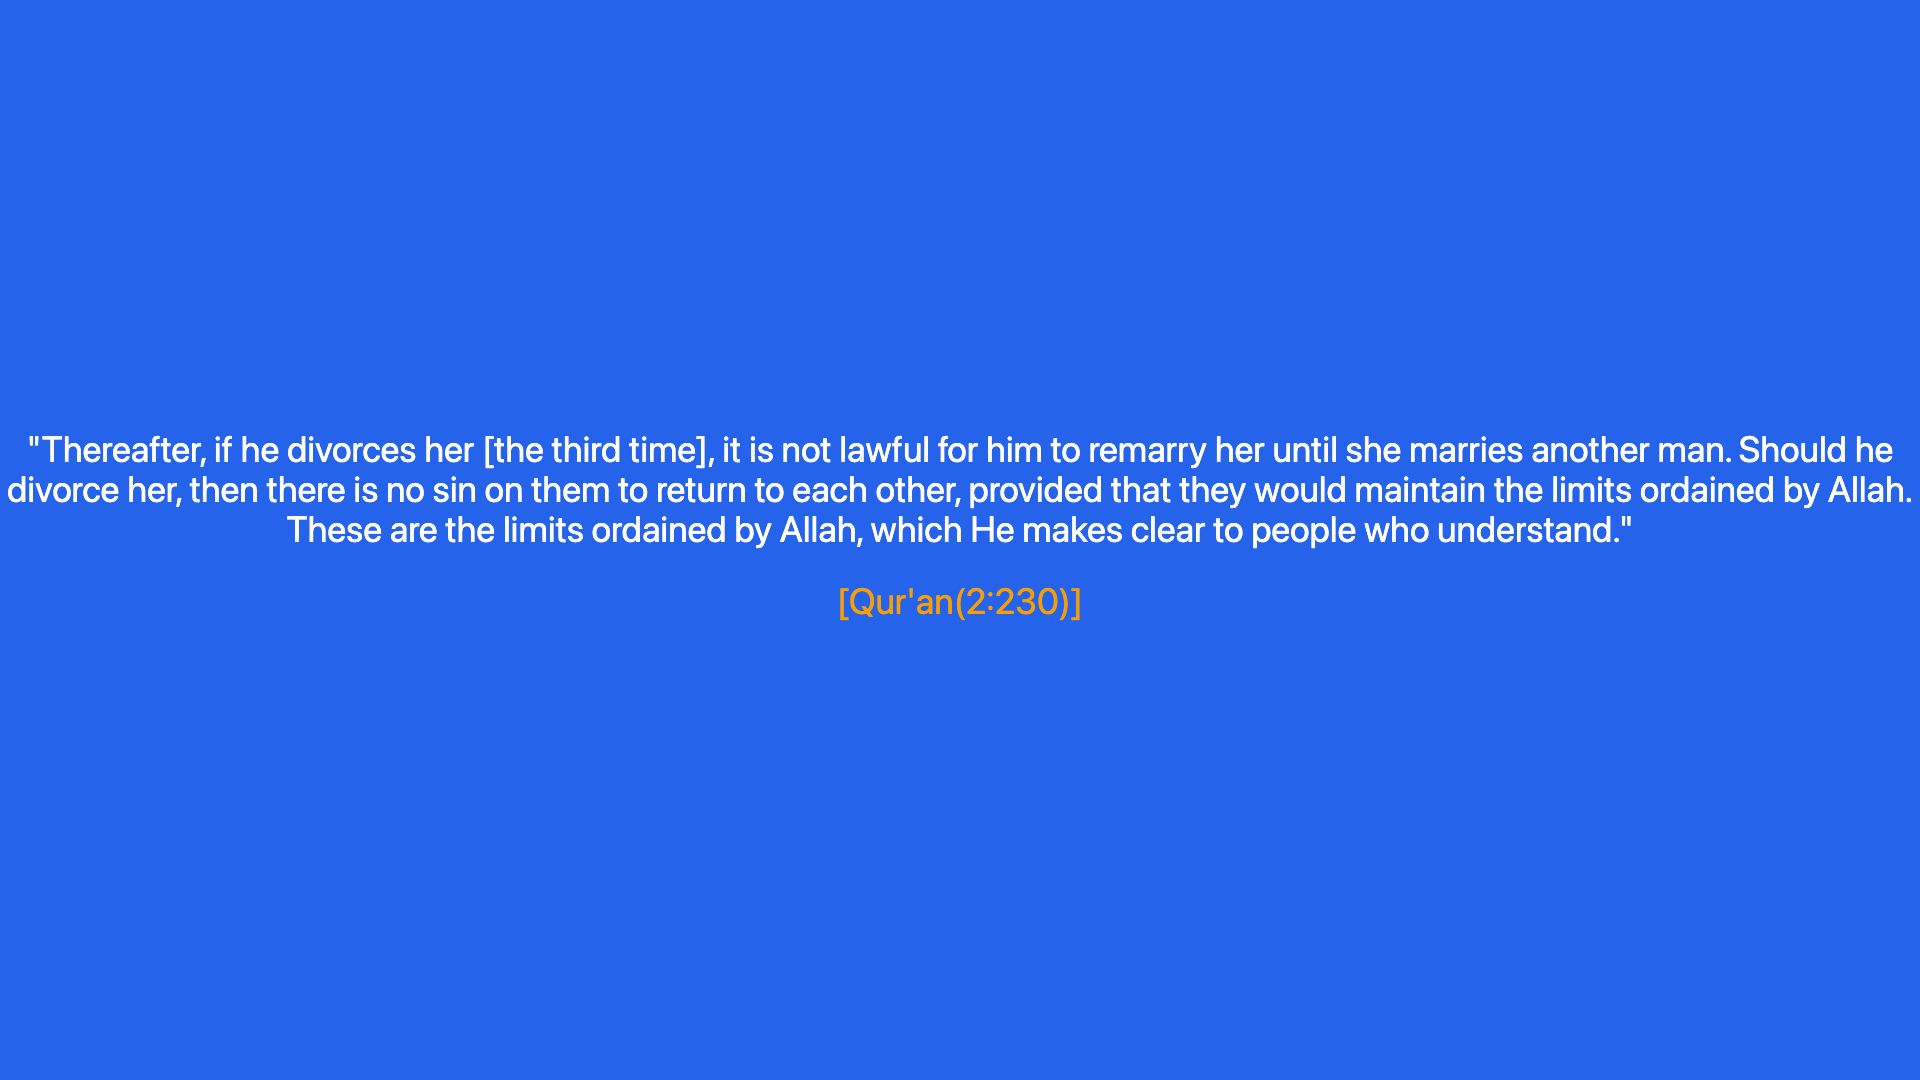 "Thereafter, if he divorces her [the third time], it is not lawful for him to remarry her until she marries another man. Should he
divorce her, then there is no sin on them to return to each other, provided that they would maintain the limits ordained by Allah.
These are the limits ordained by Allah, which He makes clear to people who understand."
[Qur'an(2:230)]